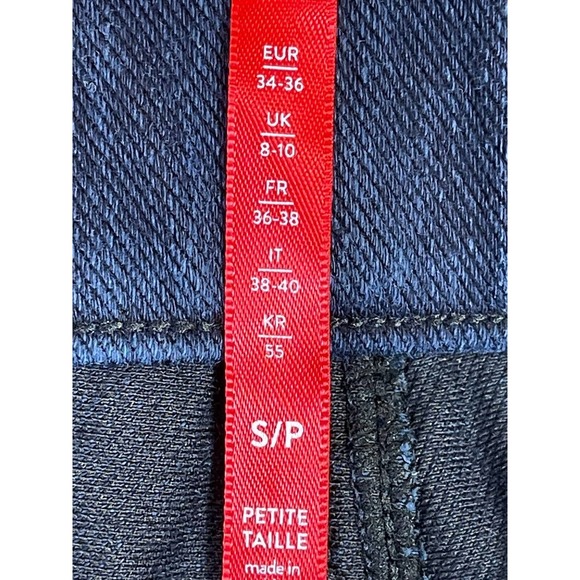 EUR
34-36
UK
8-10
FR
36-38
IT
38-40
KR
55
S/P
PETITE
TAILLE
made in